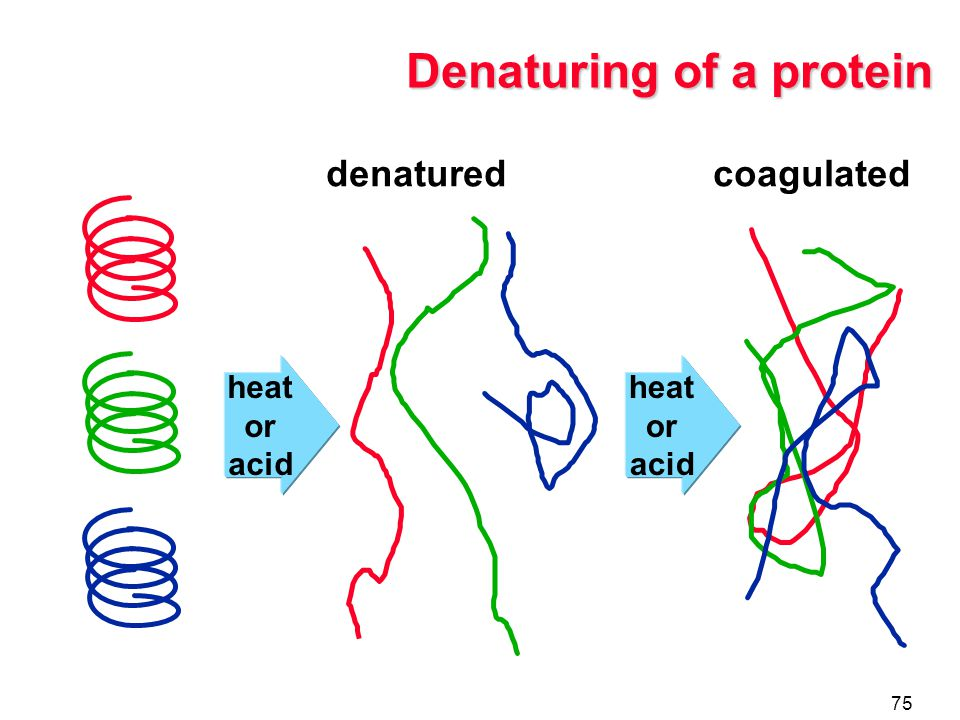 Denaturing of a protein
denatured
coagulated
heat
or
acid
heat
or
acid
75